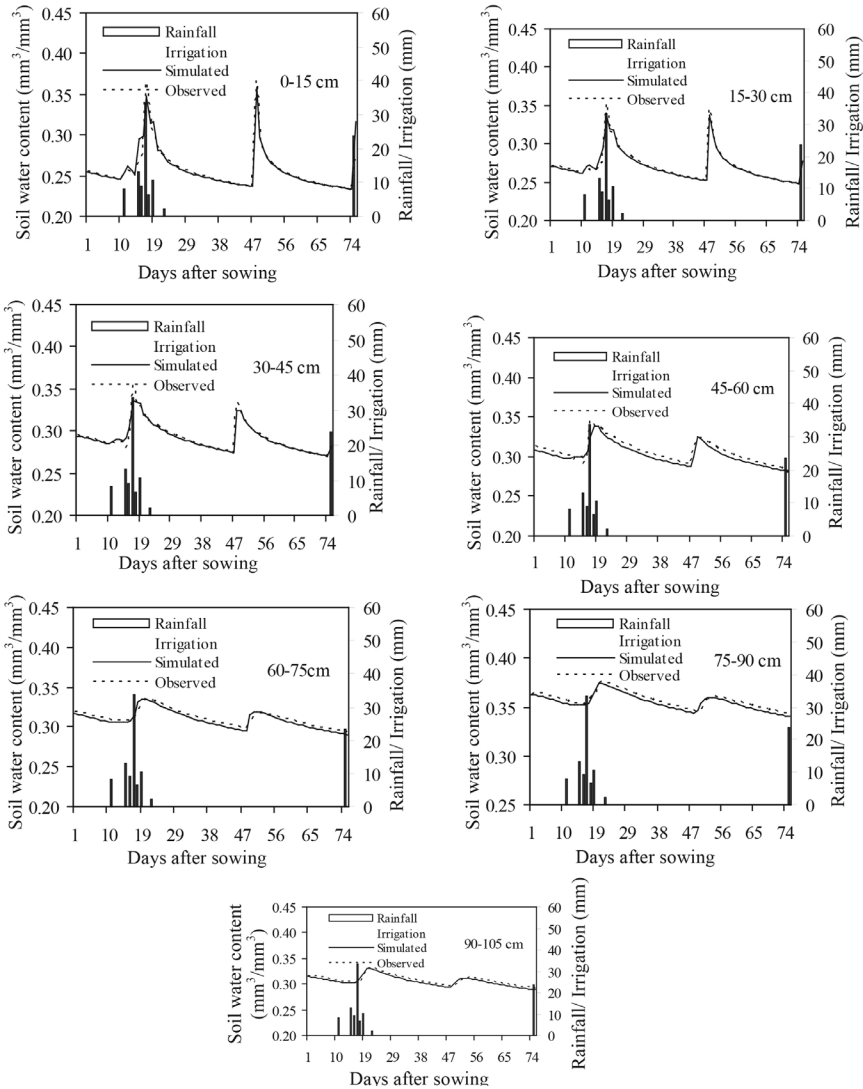 Soil water content (mm³/mm³)
0.45
0.40
0.35
0.30
0.25
0.20
Rainfall
Irrigation
Simulated
Observed
0-15 cm
60
50
40
30
20
10
0
Rainfall/ Irrigation (mm)
1 10 19 29 38 47 56 65 74
Days after sowing
Soil water content (mm³/mm³)
0.45
0.40
0.35
0.30
0.25
0.20
Rainfall
Irrigation
Simulated
Observed
15-30 cm
60
50
40
30
20
10
0
Rainfall/ Irrigation (mm)
1 10 19 29 38 47 56 65 74
Days after sowing
Soil water content (mm³/mm³)
0.45
0.40
0.35
0.30
0.25
0.20
Rainfall
Irrigation
Simulated
Observed
30-45 cm
60
50
40
30
20
10
0
Rainfall/ Irrigation (mm)
1 10 19 29 38 47 56 65 74
Days after sowing
Soil water content (mm³/mm³)
0.45
0.40
0.35
0.30
0.25
0.20
Rainfall
Irrigation
Simulated
Observed
45-60 cm
60
50
40
30
20
10
0
Rainfall/ Irrigation (mm)
1 10 19 29 38 47 56 65 74
Days after sowing
Soil water content (mm³/mm³)
0.45
0.40
0.35
0.30
0.25
0.20
Rainfall
Irrigation
Simulated
Observed
60-75cm
60
50
40
30
20
10
0
Rainfall/ Irrigation (mm)
1 10 19 29 38 47 56 65 74
Days after sowing
Soil water content (mm³/mm³)
0.45
0.40
0.35
0.30
0.25
Rainfall
Irrigation
Simulated
Observed
75-90 cm
60
50
40
30
20
10
0
Rainfall/ Irrigation (mm)
1 10 19 29 38 47 56 65 74
Days after sowing
Soil water content
(mm³/mm³)
0.45
0.40
0.35
0.30
0.25
0.20
Rainfall
Irrigation
Simulated
Observed
90-105 cm
60
50
40
30
20
10
0
Rainfall/ Irrigation (mm)
1 10 19 29 38 47 56 65 74
Days after sowing